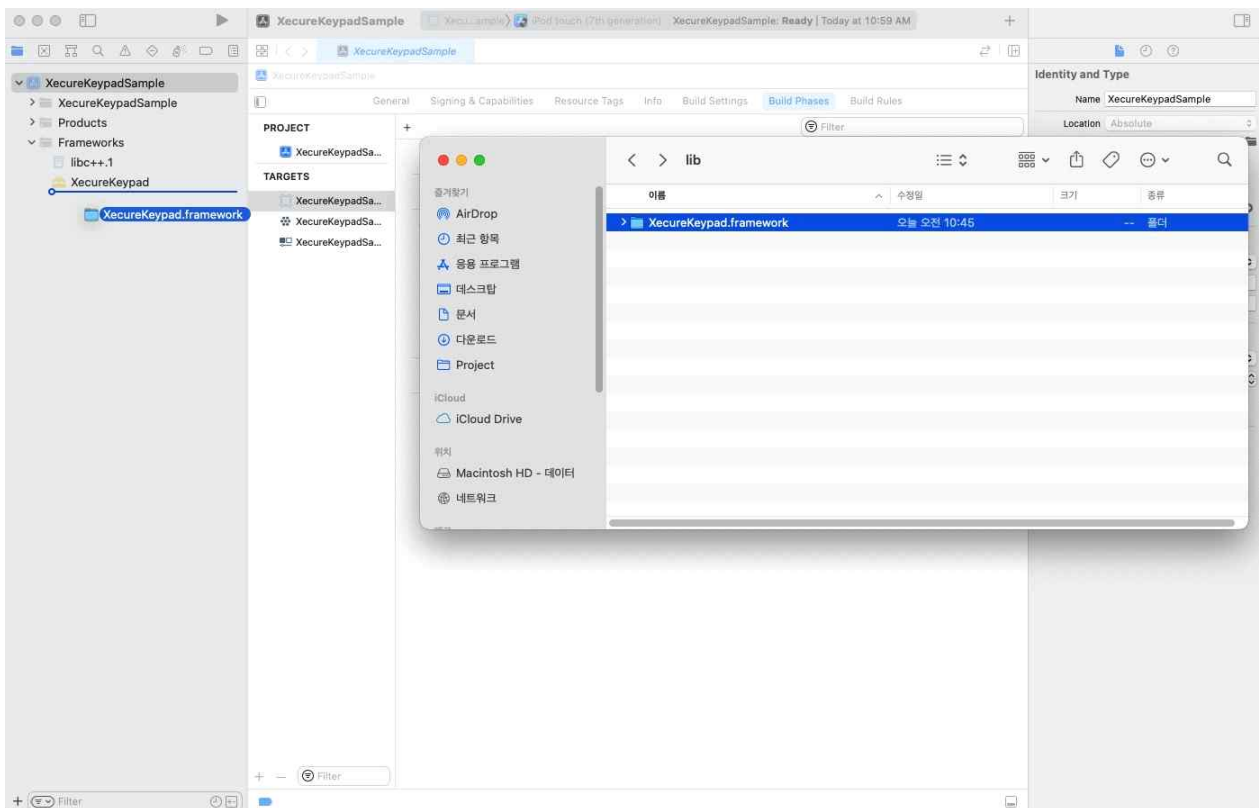 XecureKeypadSample
iPod touch (7th generation)
XecureKeypadSample: Ready | Today at 10:59 AM
XecureKeypadSample
XecureKeypadSample
General
Signing & Capabilities
Resource Tags
Info
Build Settings
Build Phases
Build Rules
XecureKeypadSample
XecureKeypadSample
Products
Frameworks
libc++.1
XecureKeypad
XecureKeypad.framework
PROJECT
XecureKeypadSa...
TARGETS
XecureKeypadSa...
XecureKeypadSa...
XecureKeypadSa...
Filter
lib
즐겨찾기
AirDrop
최근 항목
응용 프로그램
데스크탑
문서
다운로드
Project
iCloud
iCloud Drive
위치
Macintosh HD - 데이터
네트워크
이름
수정일
크기
종류
XecureKeypad.framework
오늘 오전 10:45
--
폴더
Identity and Type
Name
XecureKeypadSample
Location
Absolute
Filter
Filter